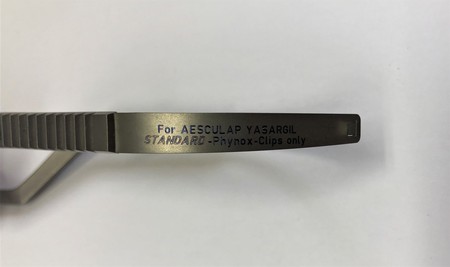 For AESCULAP YASARGIL
STANDARD-Phynox-Clips only